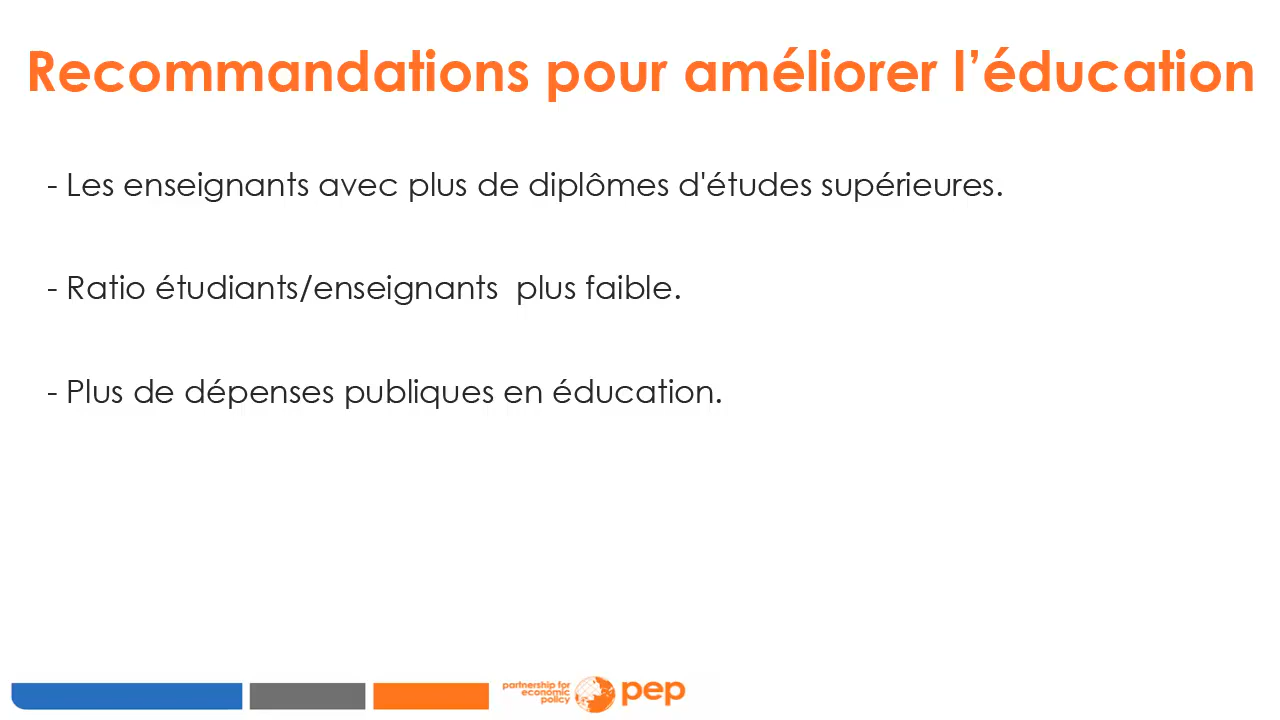 Recommandations pour améliorer l’éducation
- Les enseignants avec plus de diplômes d'études supérieures.
- Ratio étudiants/enseignants  plus faible.
- Plus de dépenses publiques en éducation.
partnership for
economic
policy
pep